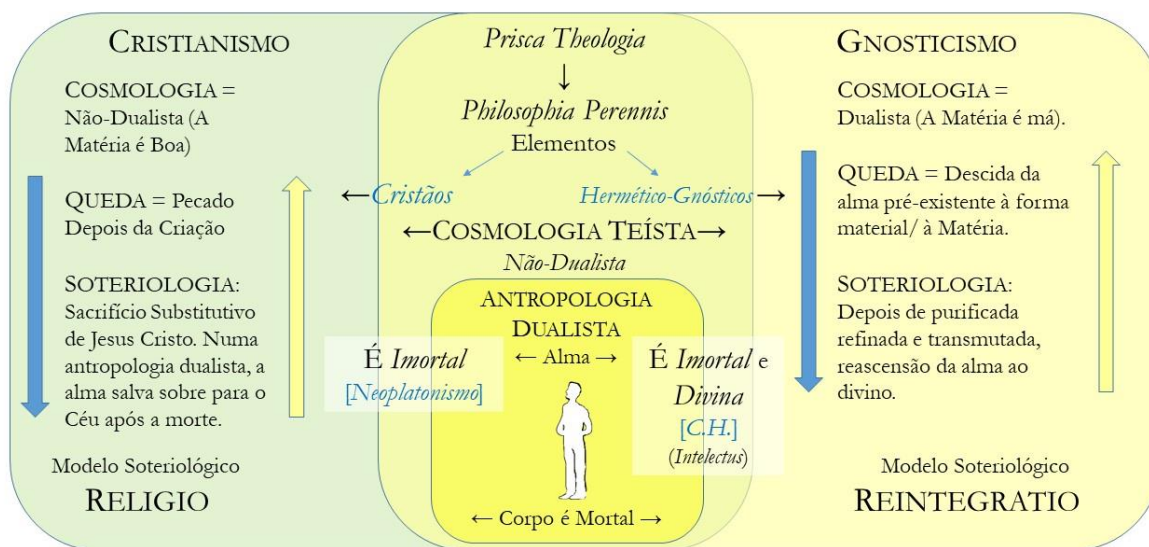 CRISTIANISMO
COSMOLOGIA =
Não-Dualista (A
Matéria é Boa)
QUEDA = Pecado
Depois da Criação
SOTERIOLOGIA:
Sacrifício Substitutivo
de Jesus Cristo. Numa
antropologia dualista, a
alma salva sobre para o
Céu após a morte.
Modelo Soteriológico
RELIGIO
Prisca Theologia
↓
Philosophia Perennis
Elementos
←Cristãos
Hermético-Gnósticos→
←COSMOLOGIA TEÍSTA→
Não-Dualista
ANTROPOLOGIA
DUALISTA
← Alma →
É Imortal
[Neoplatonismo]
É Imortal e
Divina
[C.H.]
(Intelectus)
← Corpo é Mortal →
GNOSTICISMO
COSMOLOGIA =
Dualista (A Matéria é má).
QUEDA = Descida da
alma pré-existente à forma
material/ à Matéria.
SOTERIOLOGIA:
Depois de purificada
refinada e transmutada,
reascensão da alma ao
divino.
Modelo Soteriológico
REINTEGRATIO